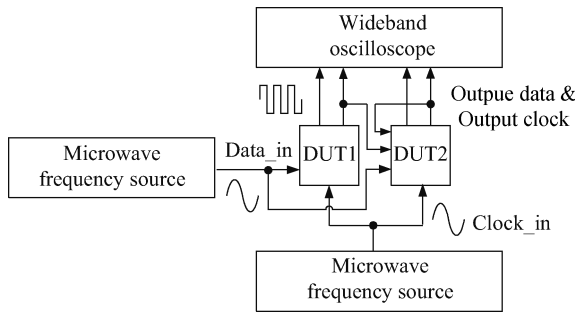 Wideband
oscilloscope
Outpue data &
Output clock
Data_in
DUT1
DUT2
Microwave
frequency source
Clock_in
Microwave
frequency source